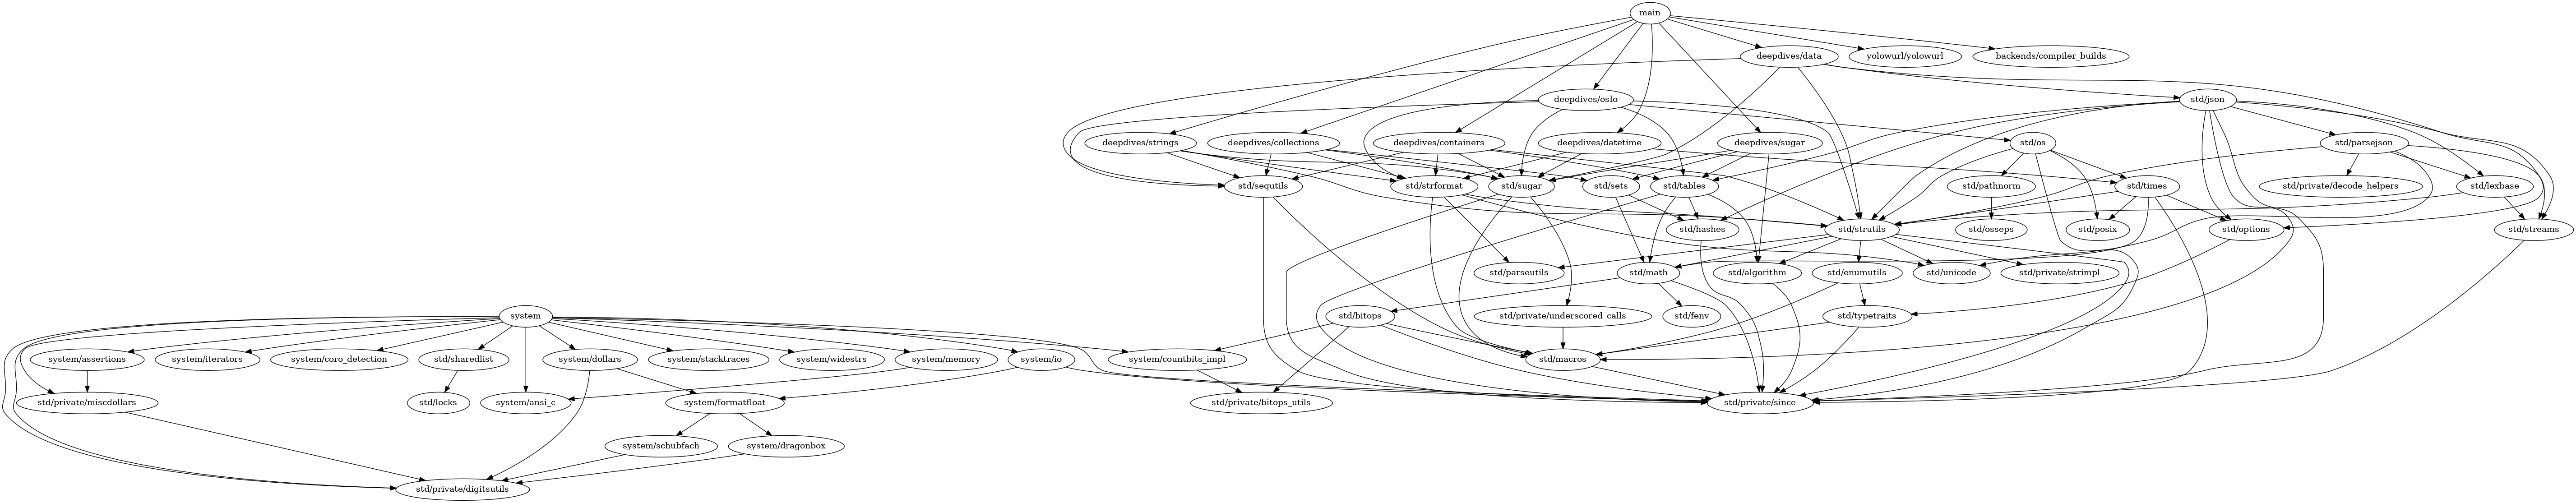 main
deepdives/data
yolowurl/yolowurl
backends/compiler_builds
deepdives/osIo
std/json
deepdives/strings
deepdives/collections
deepdives/containers
deepdives/datetime
deepdives/sugar
std/os
std/parsejson
std/sequtils
std/strformat
std/sugar
std/sets
std/tables
std/pathnorm
std/times
std/private/decode_helpers
std/lexbase
std/hashes
std/strutils
std/osseps
std/posix
std/options
std/streams
std/parseutils
std/math
std/algorithm
std/enumutils
std/unicode
std/private/strimpl
system
std/bitops
std/private/underscored_calls
std/fenv
std/typetraits
system/assertions
system/iterators
system/coro_detection
std/sharedlist
system/dollars
system/stacktraces
system/widestrs
system/memory
system/io
system/countbits_impl
std/macros
std/private/miscdollars
std/locks
system/ansi_c
system/formatfloat
std/private/bitops_utils
std/private/since
system/schubfach
system/dragonbox
std/private/digitsutils